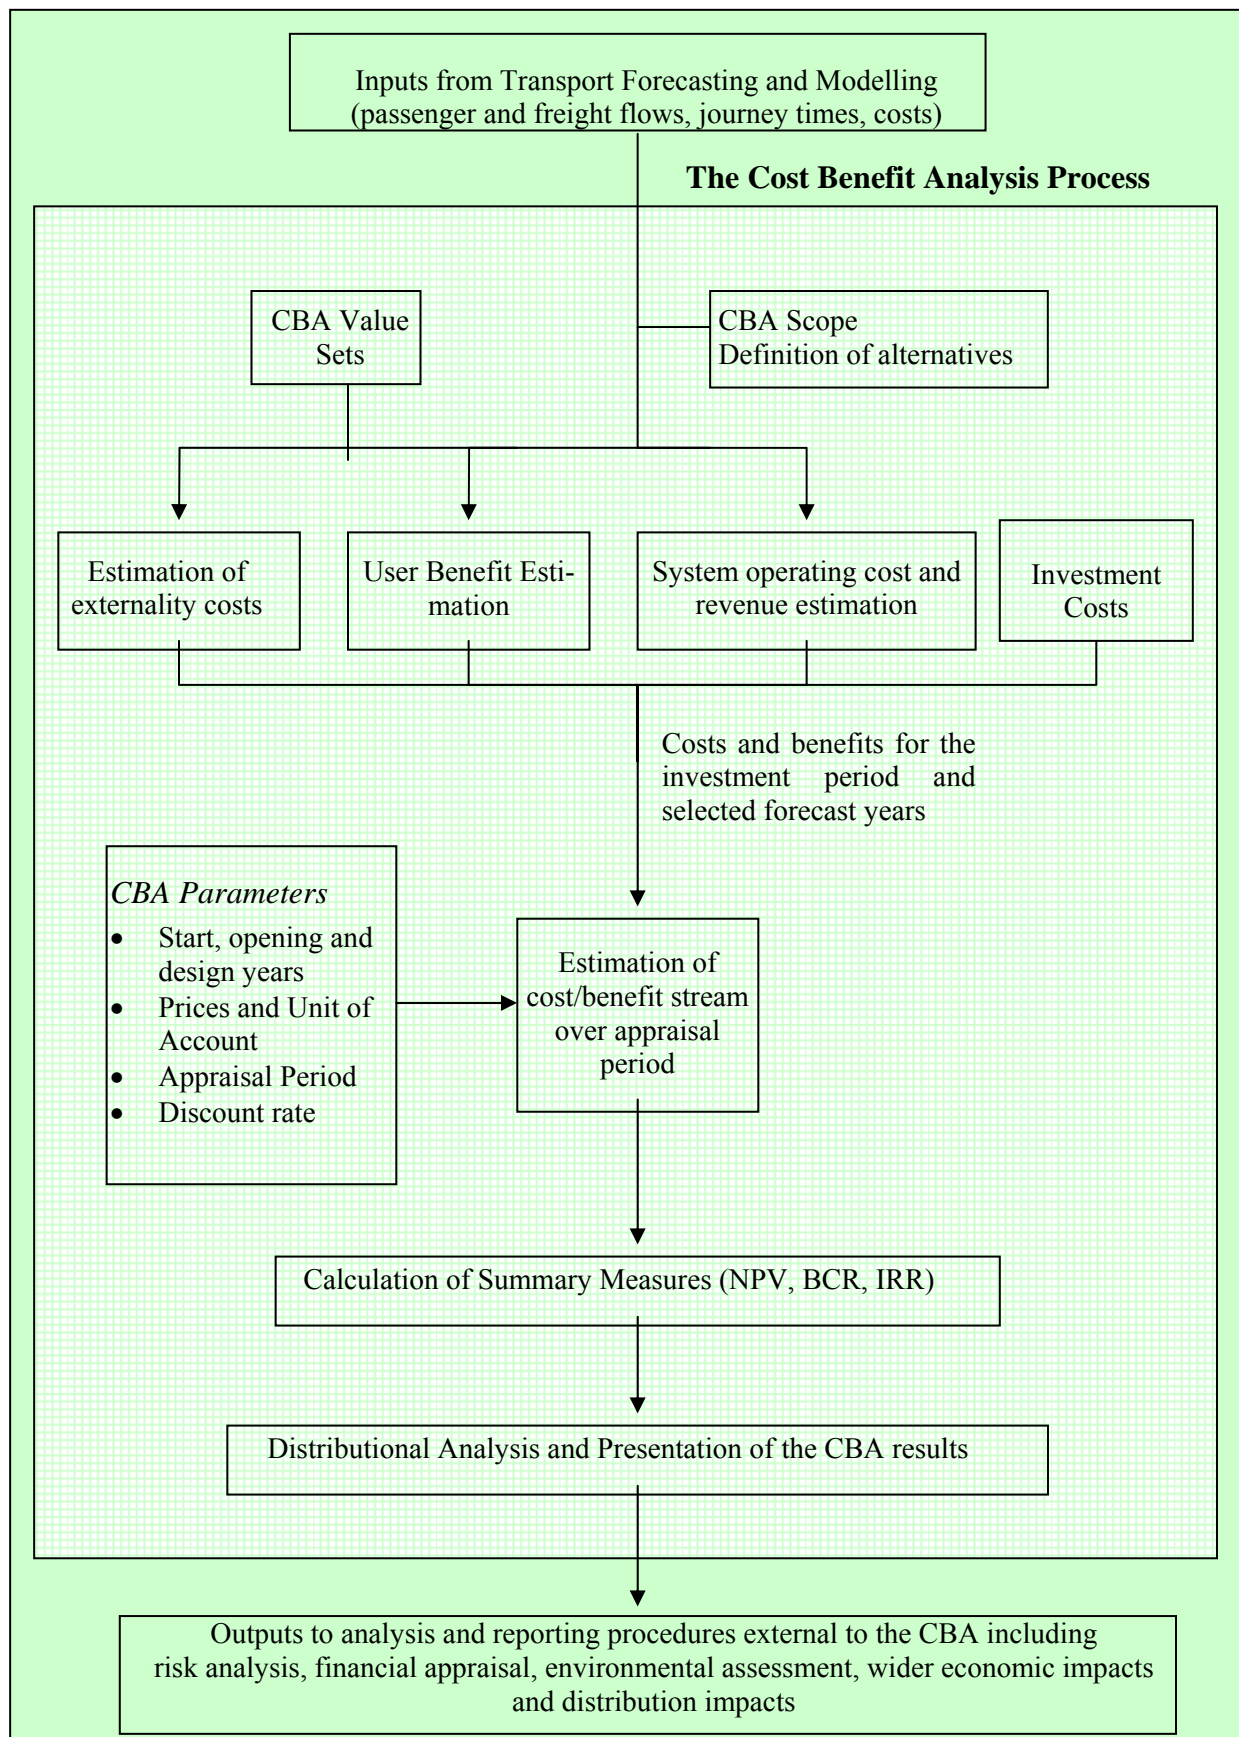 Inputs from Transport Forecasting and Modelling
(passenger and freight flows, journey times, costs)
The Cost Benefit Analysis Process
CBA Value
Sets
CBA Scope
Definition of alternatives
Estimation of
externality costs
User Benefit Esti-
mation
System operating cost and
revenue estimation
Investment
Costs
Costs and benefits for the
investment period and
selected forecast years
CBA Parameters
• Start, opening and
design years
• Prices and Unit of
Account
• Appraisal Period
• Discount rate
Estimation of
cost/benefit stream
over appraisal
period
Calculation of Summary Measures (NPV, BCR, IRR)
Distributional Analysis and Presentation of the CBA results
Outputs to analysis and reporting procedures external to the CBA including
risk analysis, financial appraisal, environmental assessment, wider economic impacts
and distribution impacts